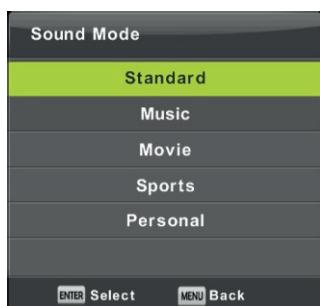 Sound Mode
Standard
Music
Movie
Sports
Personal
ENTER Select MENU Back